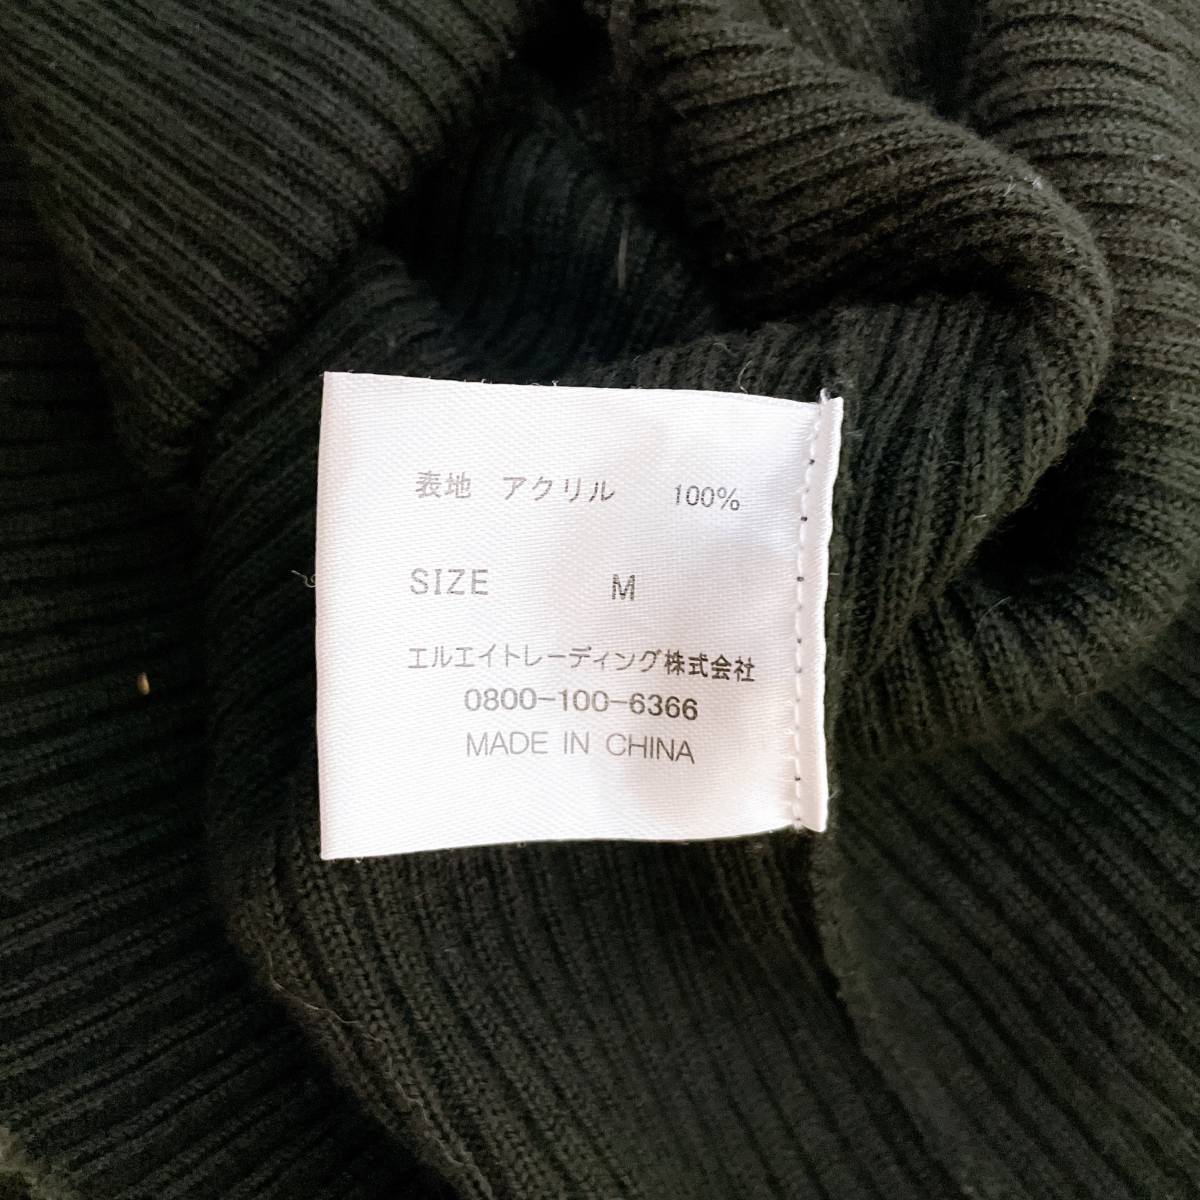 表地 アクリル 100%
SIZE M
エルエイトレーディング株式会社
0800-100-6366
MADE IN CHINA